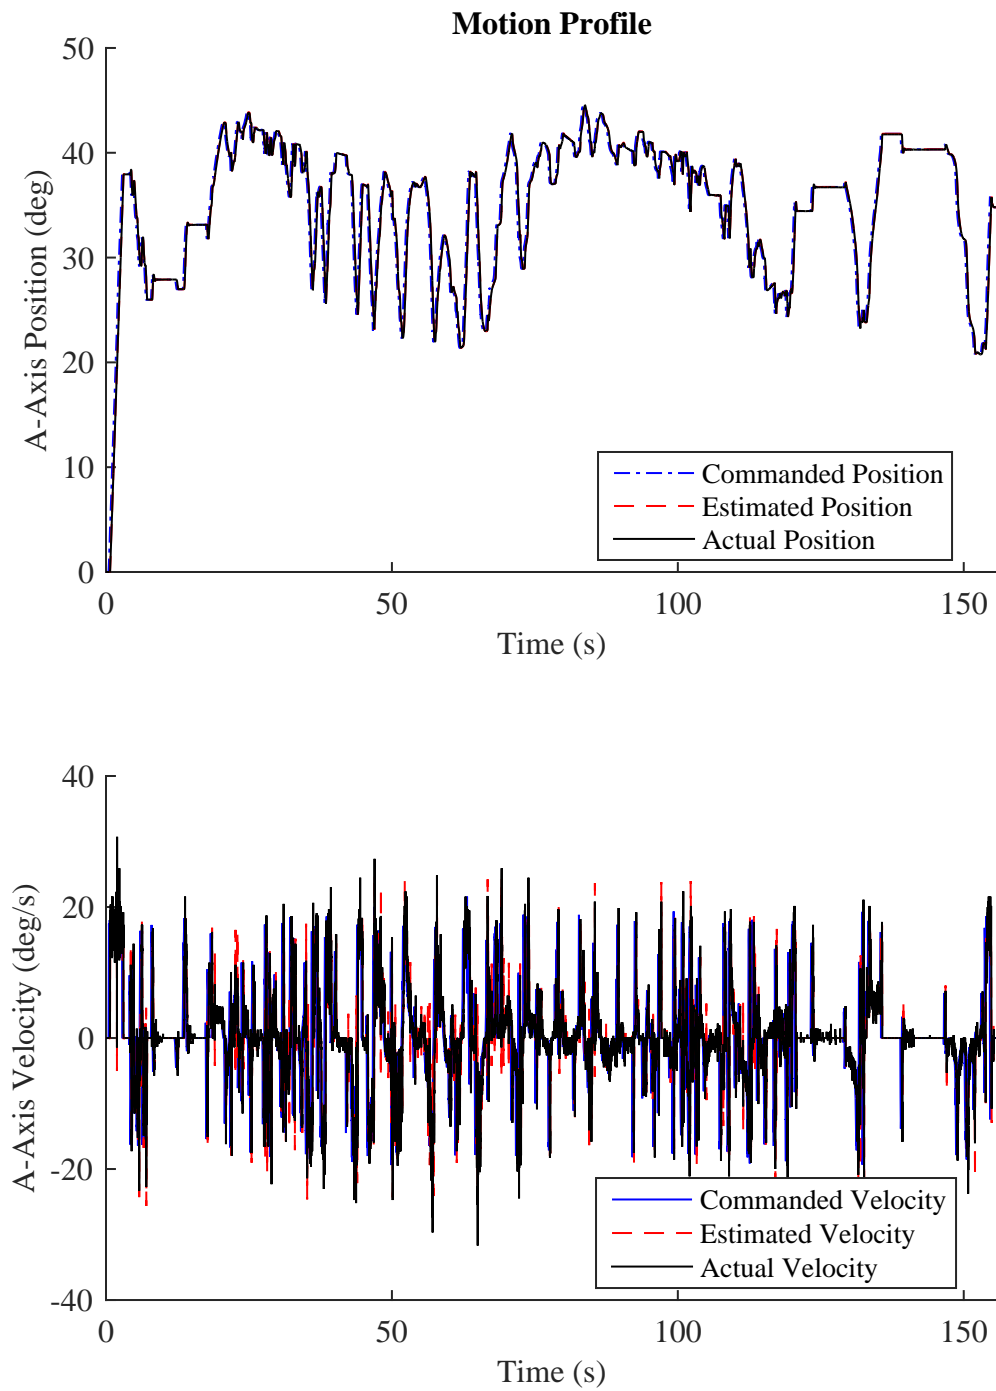 Motion Profile
50
40
30
20
10
0
A-Axis Position (deg)
Commanded Position
Estimated Position
Actual Position
0 50 100 150
Time (s)
40
20
0
-20
-40
A-Axis Velocity (deg/s)
Commanded Velocity
Estimated Velocity
Actual Velocity
0 50 100 150
Time (s)